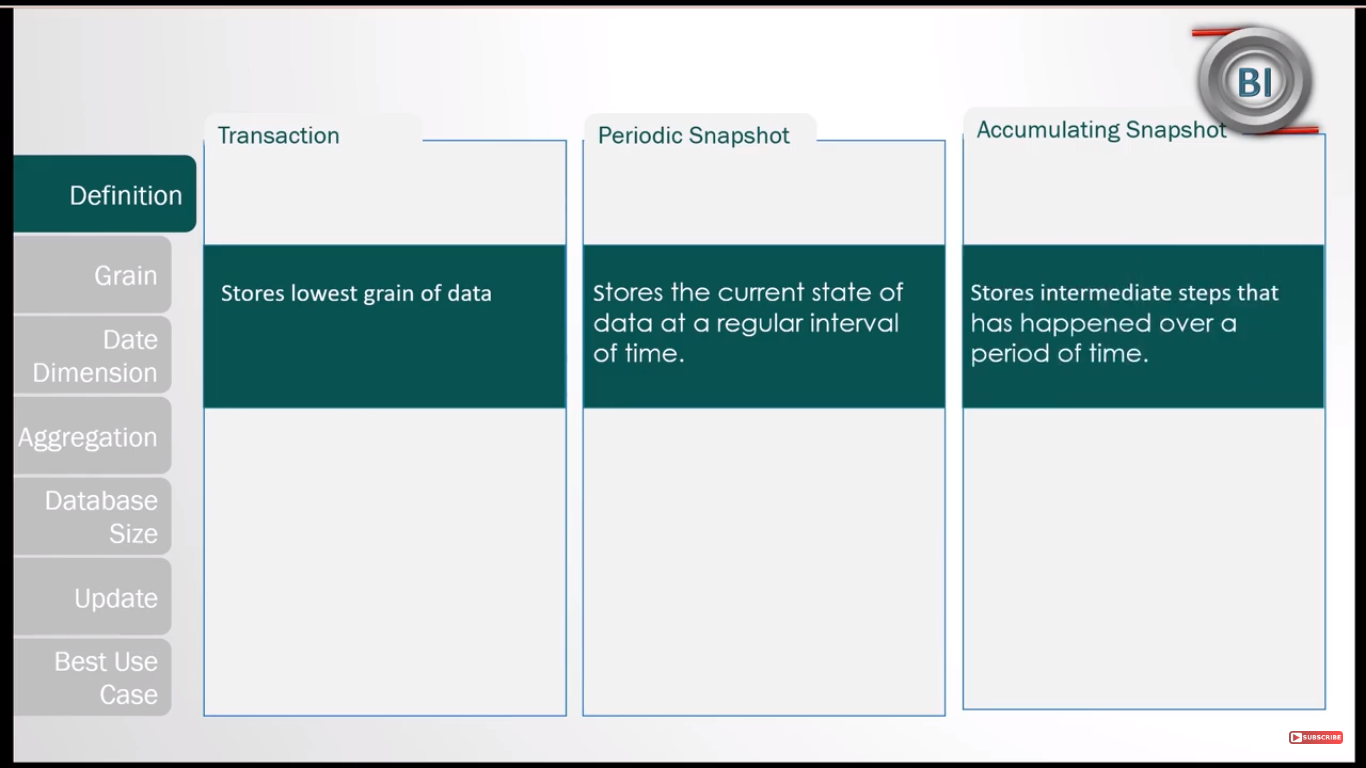 BI
Transaction
Periodic Snapshot
Accumulating Snapshot
Definition
Grain
Date
Dimension
Aggregation
Database
Size
Update
Best Use
Case
Stores lowest grain of data
Stores the current state of
data at a regular interval
of time.
Stores intermediate steps that
has happened over a
period of time.
SUBSCRIBE